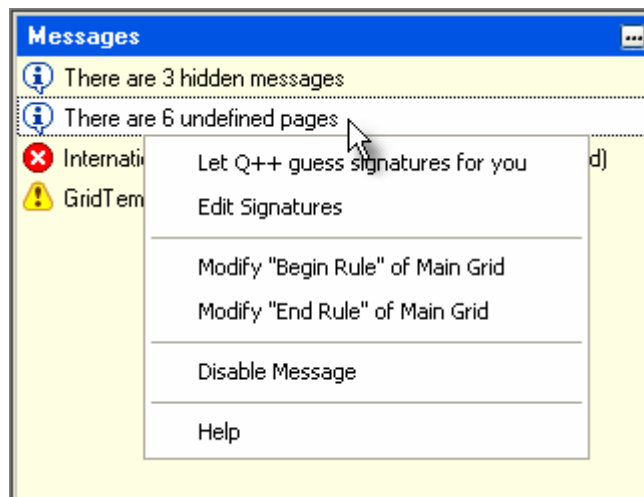 Messages
There are 3 hidden messages
There are 6 undefined pages
d)
GridTem
Let Q++ guess signatures for you
Edit Signatures
Modify "Begin Rule" of Main Grid
Modify "End Rule" of Main Grid
Disable Message
Help